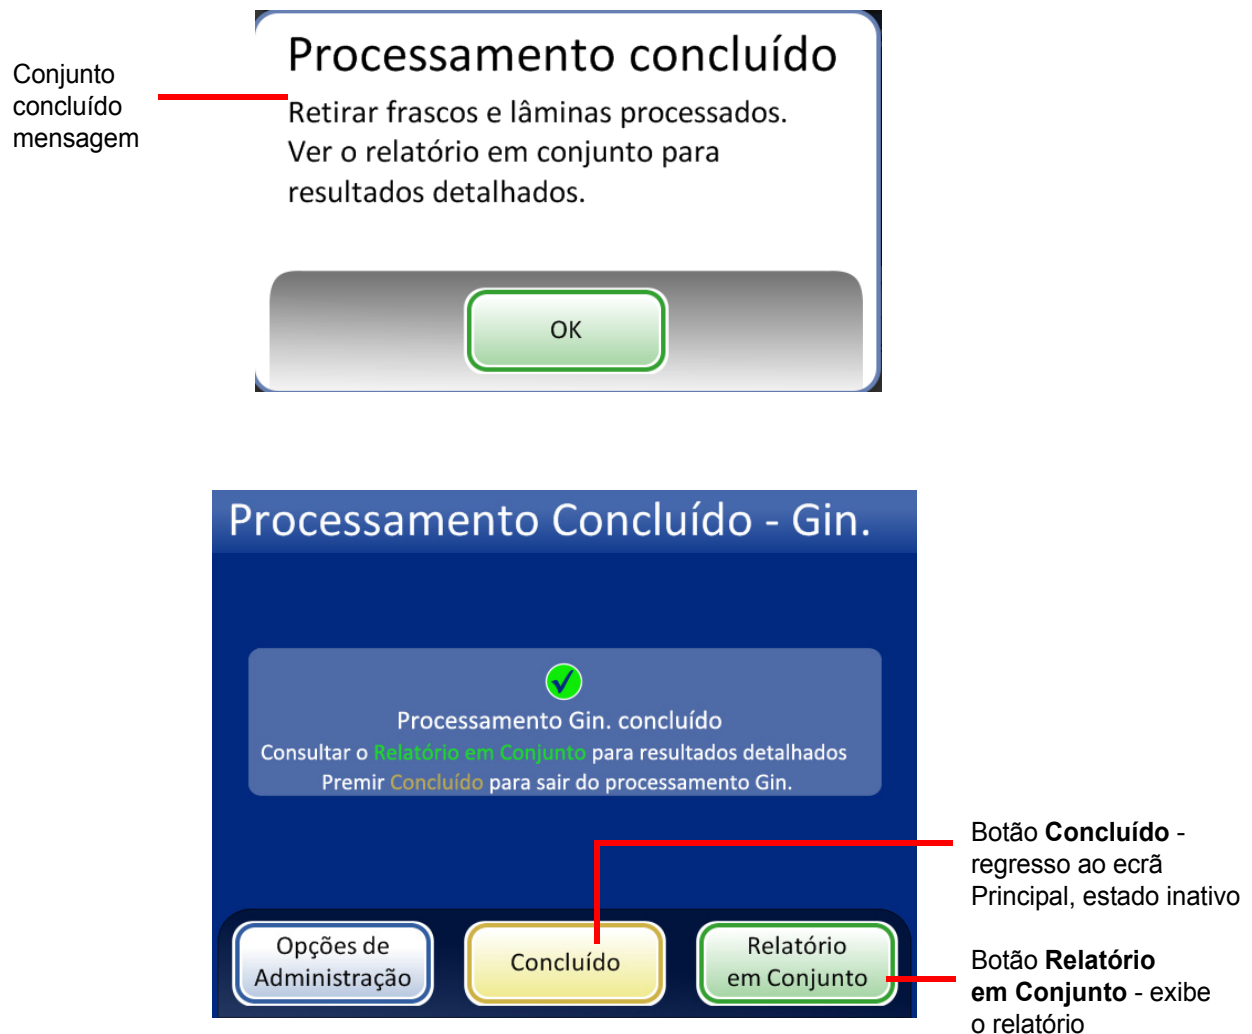 Conjunto
concluído
mensagem
Processamento concluído
Retirar frascos e lâminas processados.
Ver o relatório em conjunto para
resultados detalhados.
OK
Processamento Concluído - Gin.
Processamento Gin. concluído
Consultar o Relatório em Conjunto para resultados detalhados
Premir Concluído para sair do processamento Gin.
Opções de
Administração
Concluído
Relatório
em Conjunto
Botão Concluído -
regresso ao ecrã
Principal, estado inativo
Botão Relatório
em Conjunto - exibe
o relatório